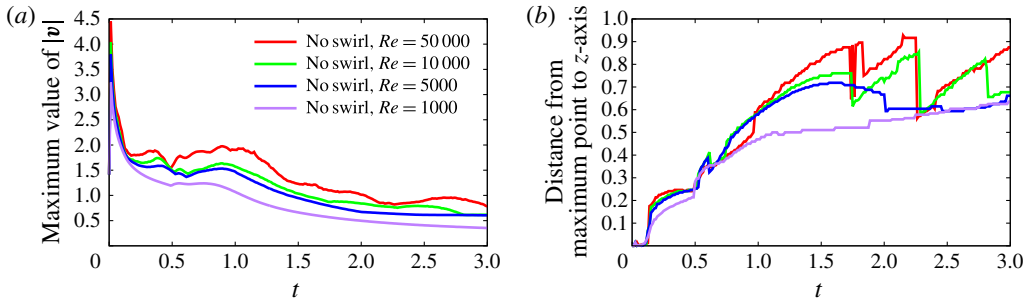 (a)
Maximum value of |v|
4.5
4.0
3.5
3.0
2.5
2.0
1.5
1.0
0.5
No swirl, Re = 50 000
No swirl, Re = 10 000
No swirl, Re = 5000
No swirl, Re = 1000
0 0.5 1.0 1.5 2.0 2.5 3.0
t
(b)
Distance from
maximum point to z-axis
1.0
0.9
0.8
0.7
0.6
0.5
0.4
0.3
0.2
0.1
0 0.5 1.0 1.5 2.0 2.5 3.0
t